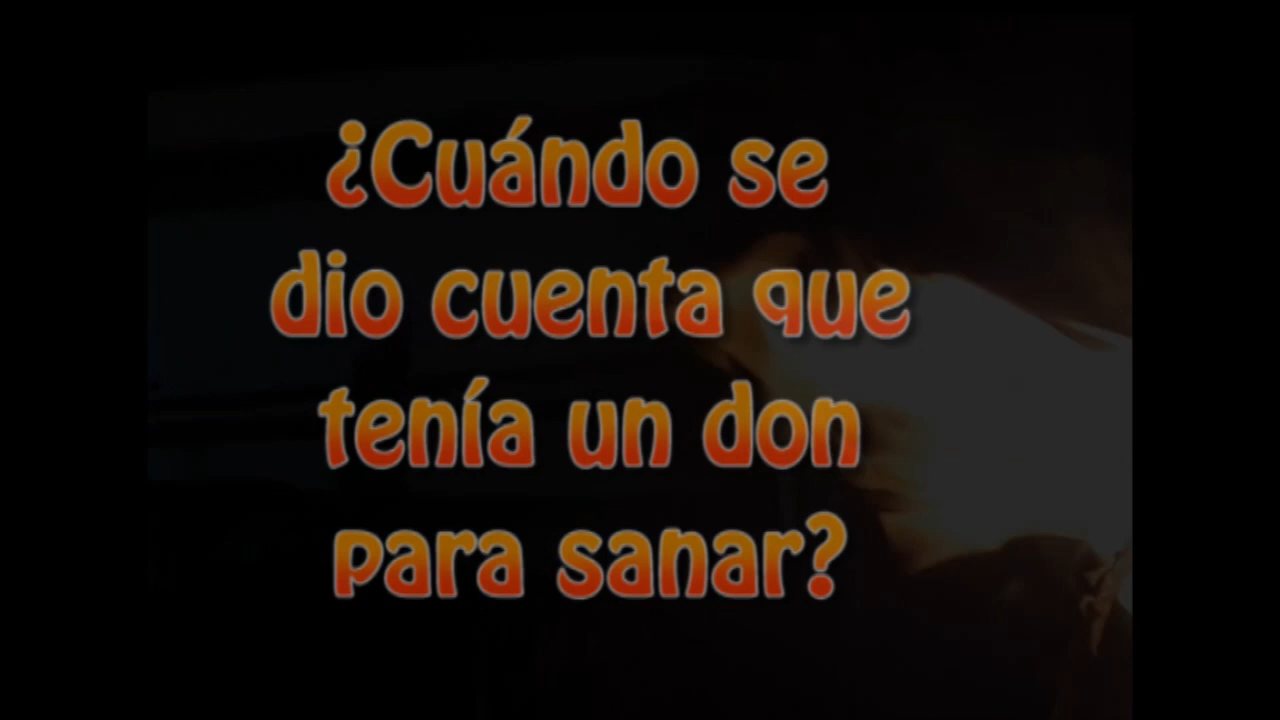 ¿Cuándo se
dio cuenta que
tenía un don
para sanar?